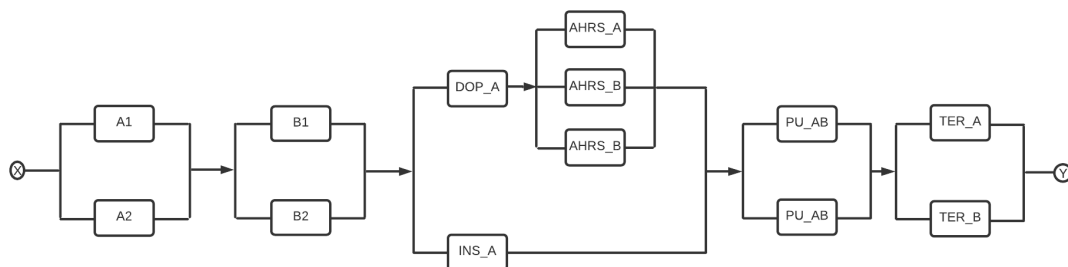 X
A1
A2
B1
B2
DOP_A
AHRS_A
AHRS_B
AHRS_B
INS_A
PU_AB
PU_AB
TER_A
TER_B
Y